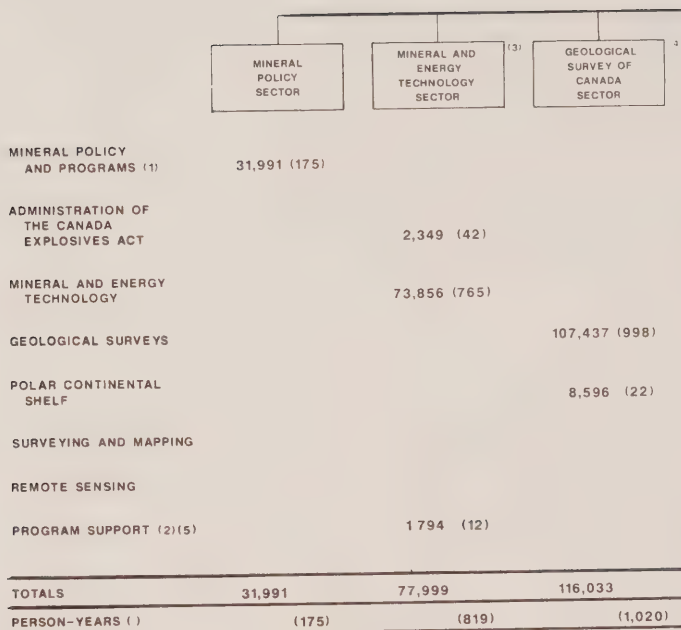 MINERAL
POLICY
SECTOR
MINERAL AND
ENERGY
TECHNOLOGY
SECTOR
(3)
GEOLOGICAL
SURVEY OF
CANADA
SECTOR
4
MINERAL POLICY
AND PROGRAMS (1) 31,991 (175)
ADMINISTRATION OF
THE CANADA
EXPLOSIVES ACT 2,349 (42)
MINERAL AND ENERGY
TECHNOLOGY 73,856 (765)
GEOLOGICAL SURVEYS 107,437 (998)
POLAR CONTINENTAL
SHELF 8,596 (22)
SURVEYING AND MAPPING
REMOTE SENSING
PROGRAM SUPPORT (2)(5) 1 794 (12)
TOTALS 31,991 77,999 116,033
PERSON-YEARS ( ) (175) (819) (1,020)